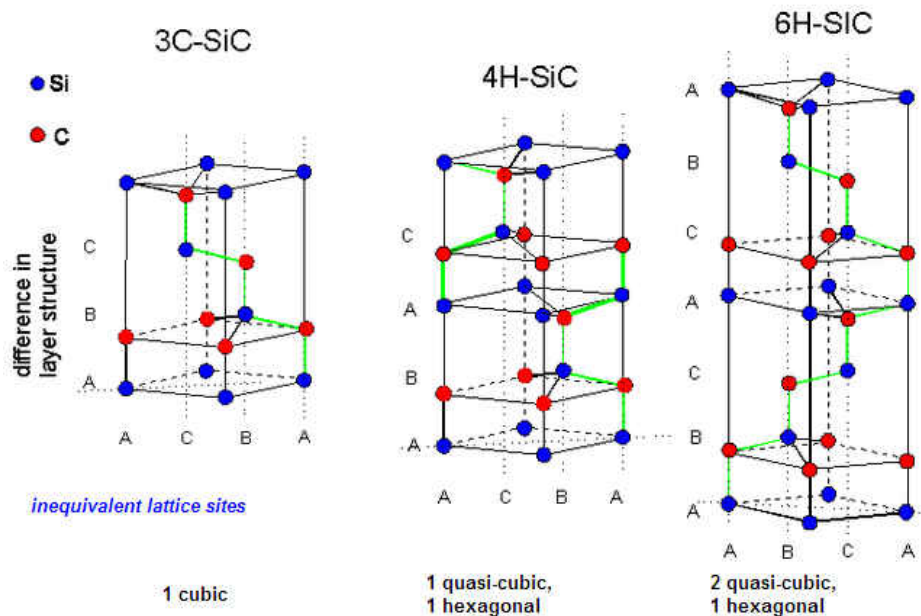 3C-SiC
4H-SiC
6H-SIC
Si
C
difference in
layer structure
C
B
A
A C B A
C
A
B
A
A C B A
A
B
C
A
C
B
A
A B C A
inequivalent lattice sites
1 cubic
1 quasi-cubic,
1 hexagonal
2 quasi-cubic,
1 hexagonal